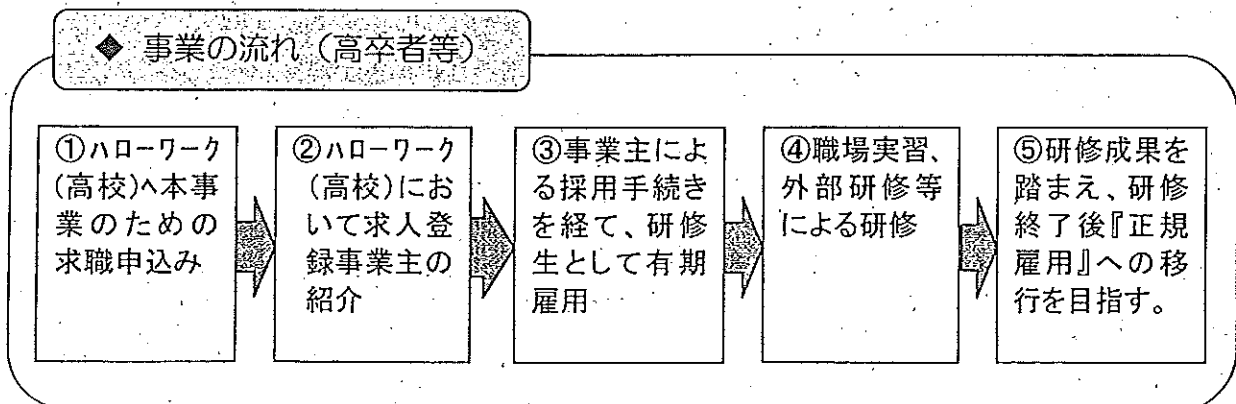 ◆ 事業の流れ（高卒者等）
①ハローワーク
(高校)へ本事
業のための
求職申込み
②ハローワーク
(高校)にお
いて求人登
録事業主の
紹介
③事業主によ
る採用手続き
を経て、研修
生として有期
雇用
④職場実習、
外部研修等
による研修
⑤研修成果を
踏まえ、研修
終了後『正規
雇用』への移
行を目指す。